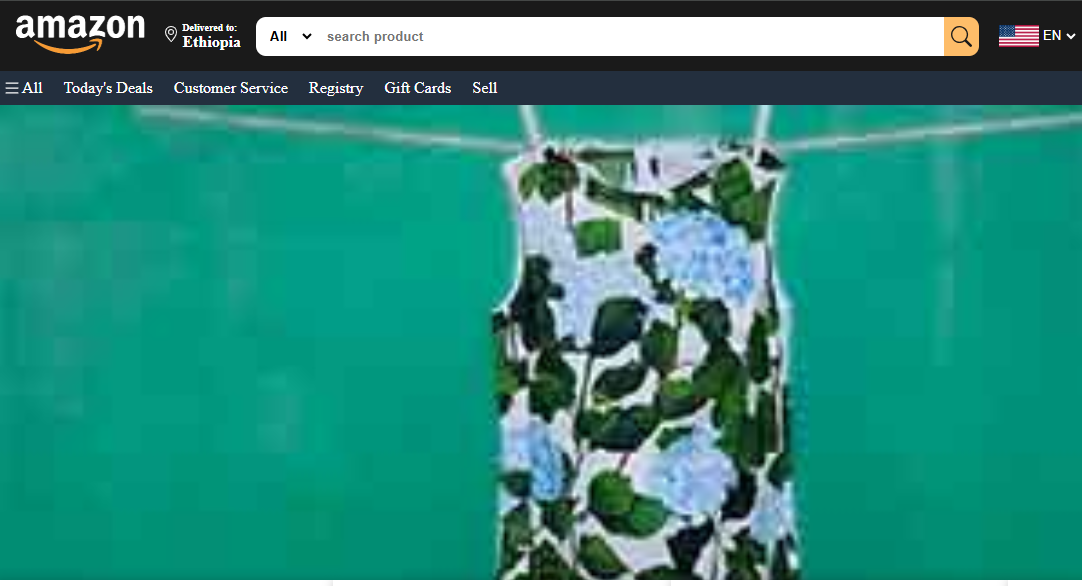 amazon
Delivered to:
Ethiopia
All
search product
EN
All Today's Deals Customer Service Registry Gift Cards Sell